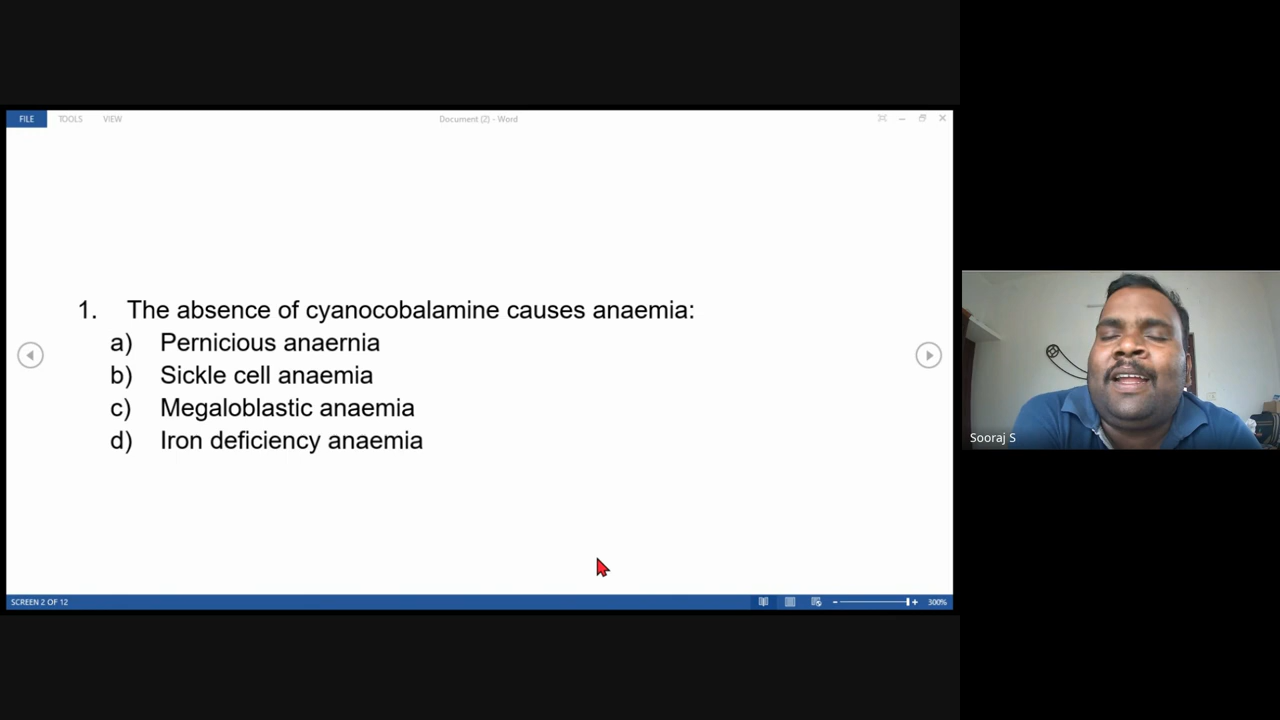 FILE TOOLS VIEW Document (2) - Word
1. The absence of cyanocobalamine causes anaemia:
a) Pernicious anaernia
b) Sickle cell anaemia
c) Megaloblastic anaemia
d) Iron deficiency anaemia
Sooraj S
SCREEN 2 OF 12 300%